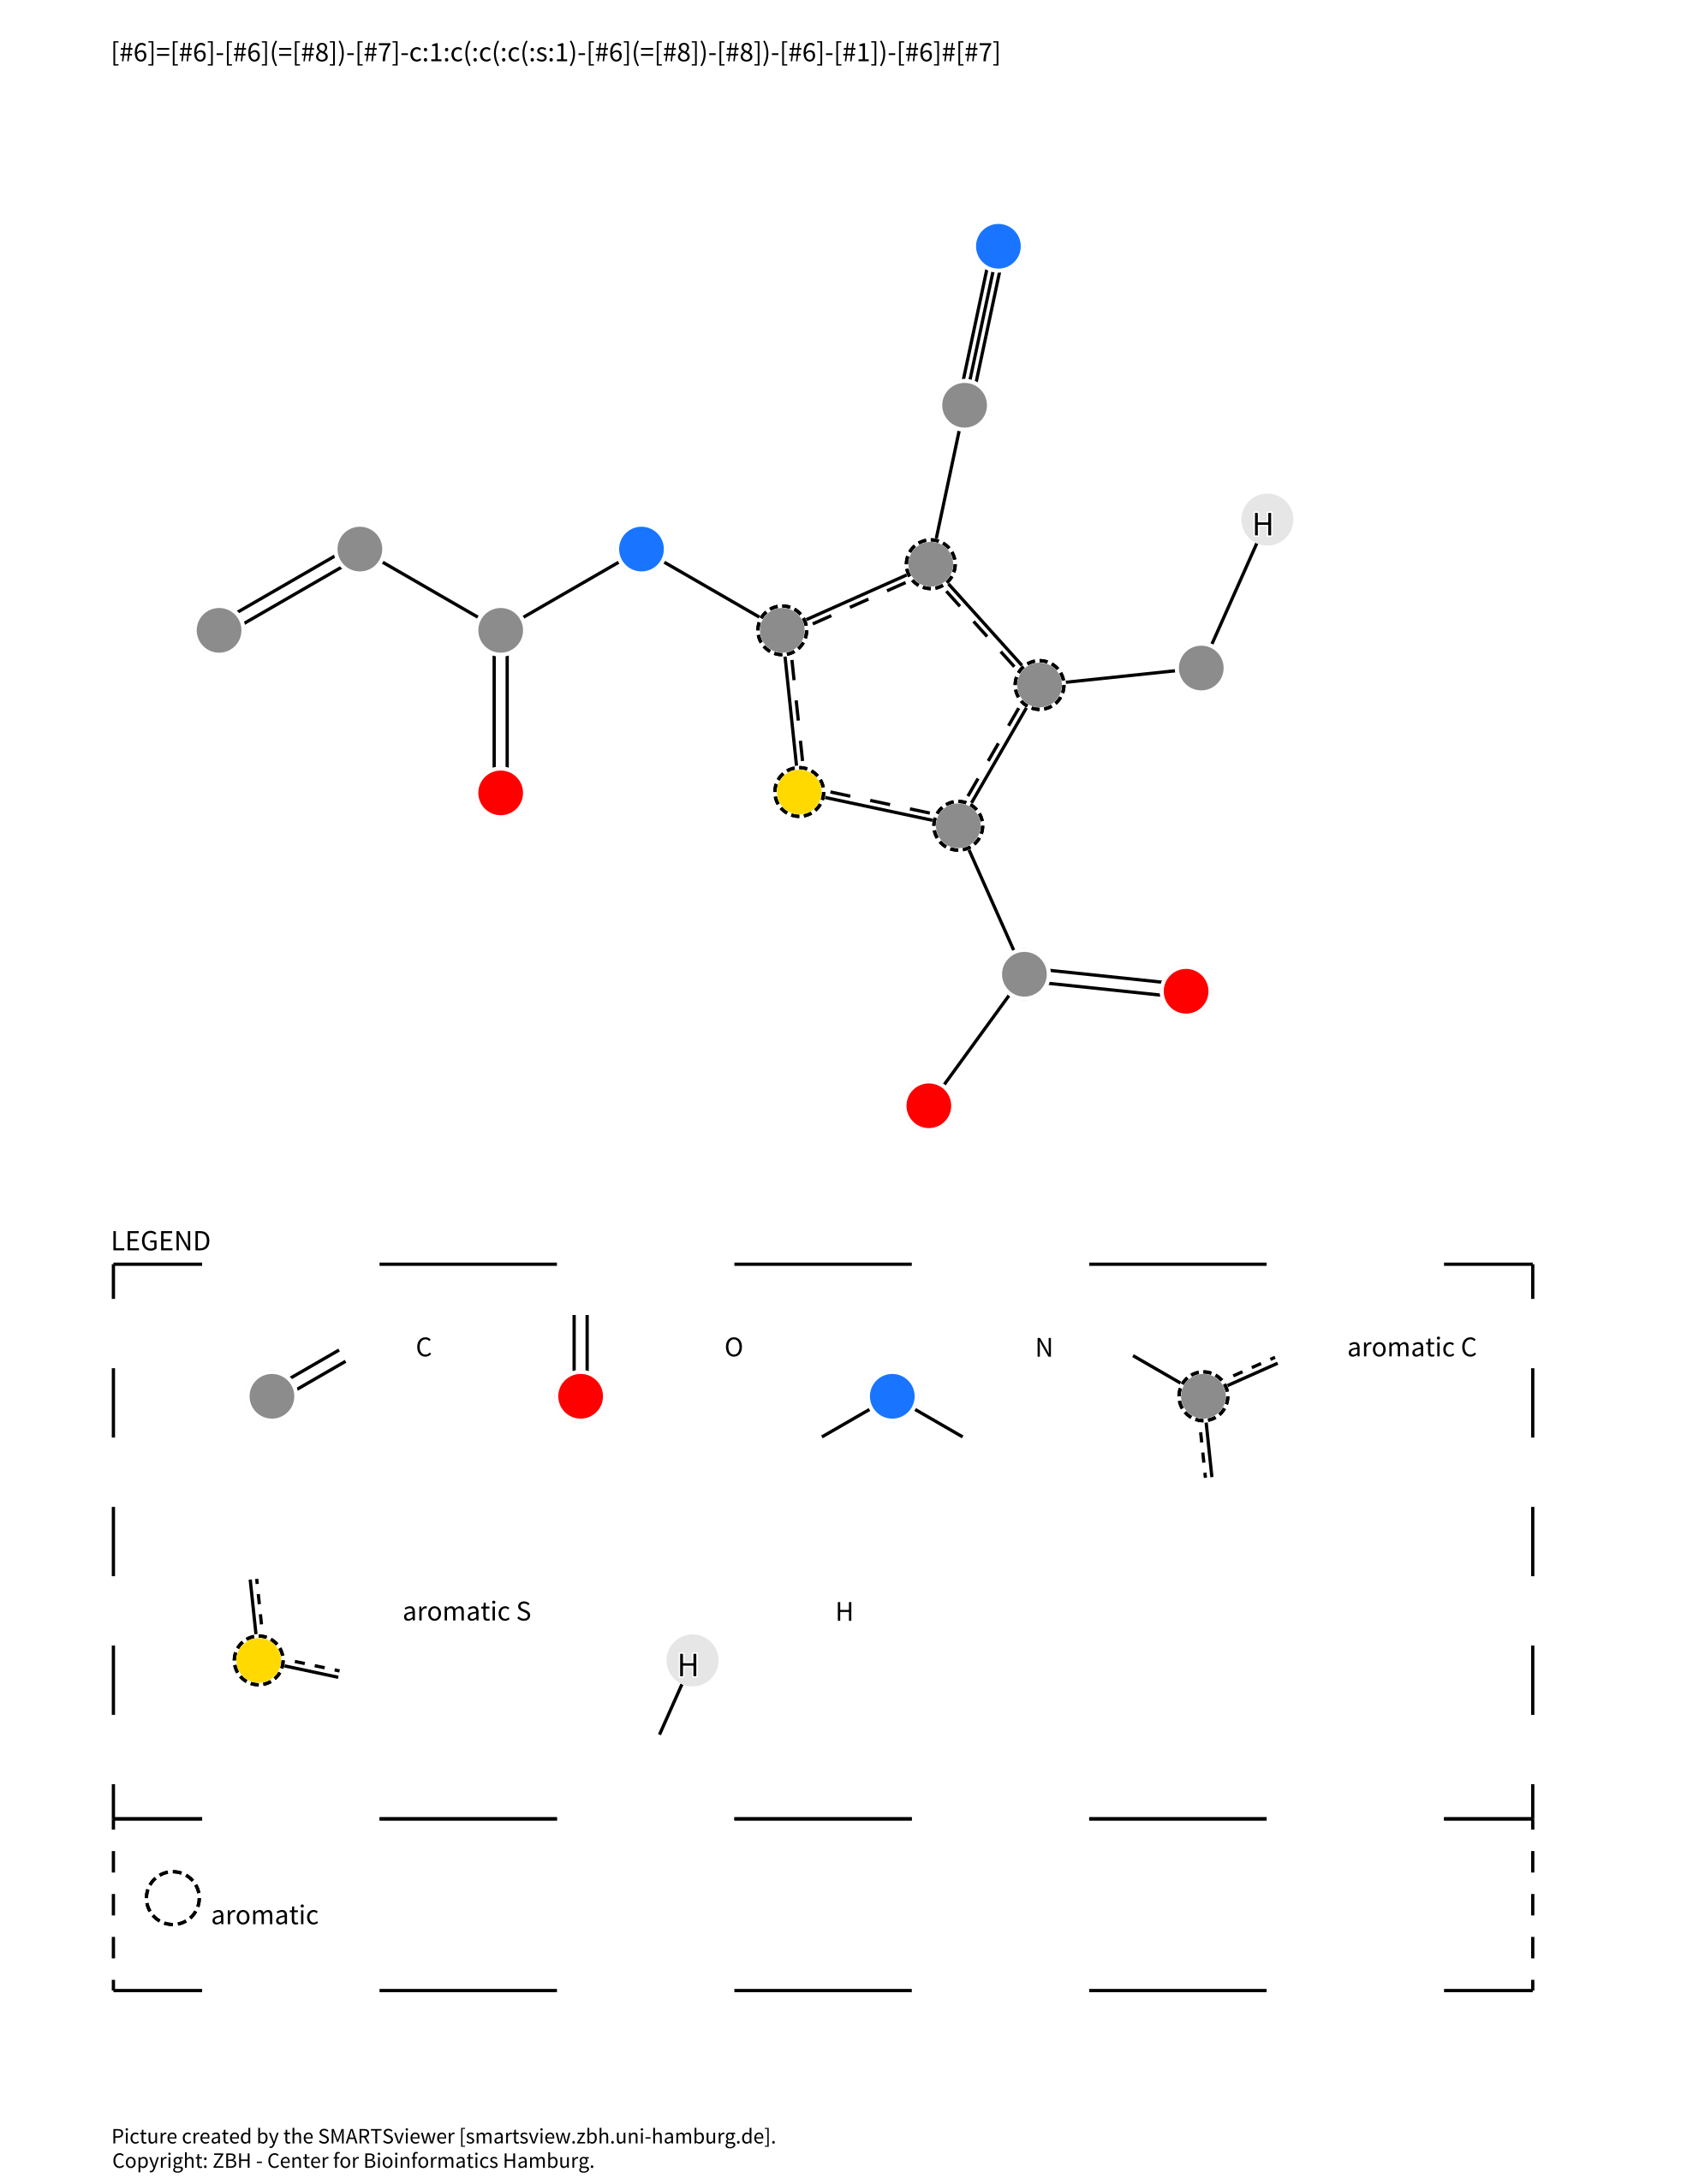 [#6]=[#6]-[#6](=[#8])-[#7]-c:1:c(:c(:c(:s:1)-[#6](=[#8])-[#8])-[#6]-[#1])-[#6]#[#7]
H
LEGEND
C O N aromatic C
aromatic S H
H
aromatic
Picture created by the SMARTSviewer [smartsview.zbh.uni-hamburg.de].
Copyright: ZBH - Center for Bioinformatics Hamburg.